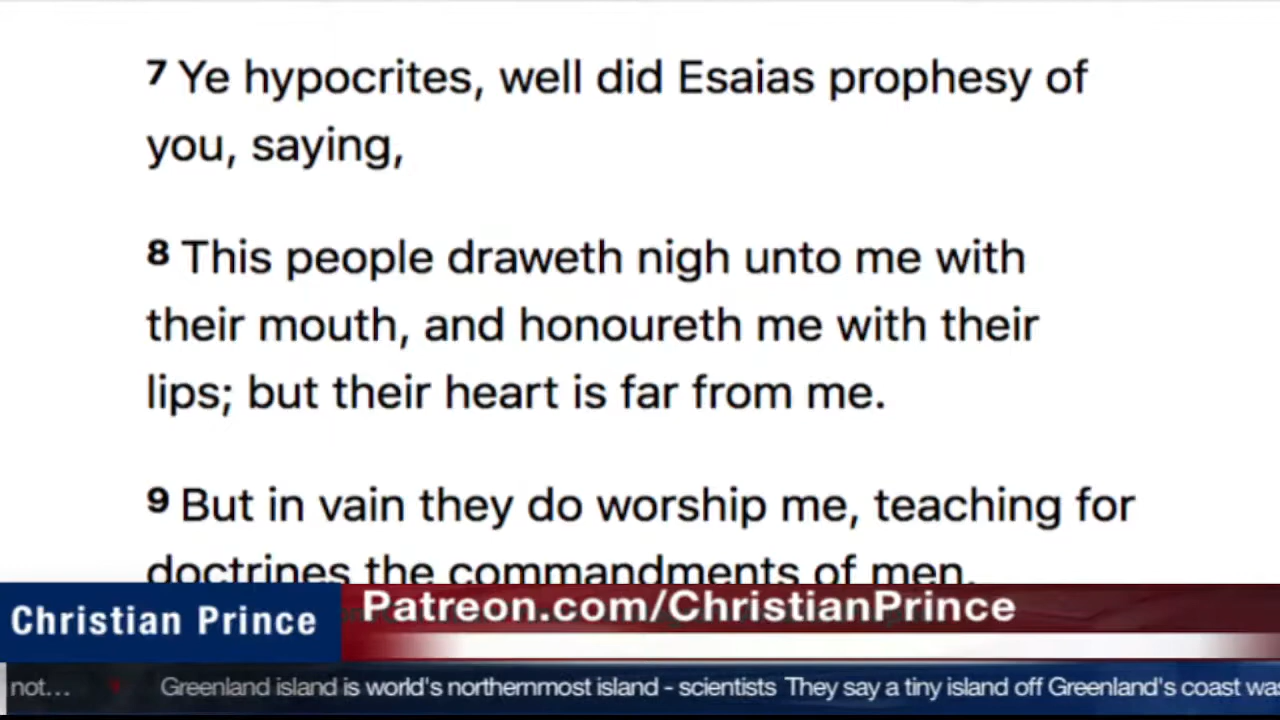 7 Ye hypocrites, well did Esaias prophesy of
you, saying,
8 This people draweth nigh unto me with
their mouth, and honoureth me with their
lips; but their heart is far from me.
9 But in vain they do worship me, teaching for
doctrines the commandments of men.
Christian Prince
Patreon.com/ChristianPrince
not... Greenland island is world's northernmost island - scientists They say a tiny island off Greenland's coast was